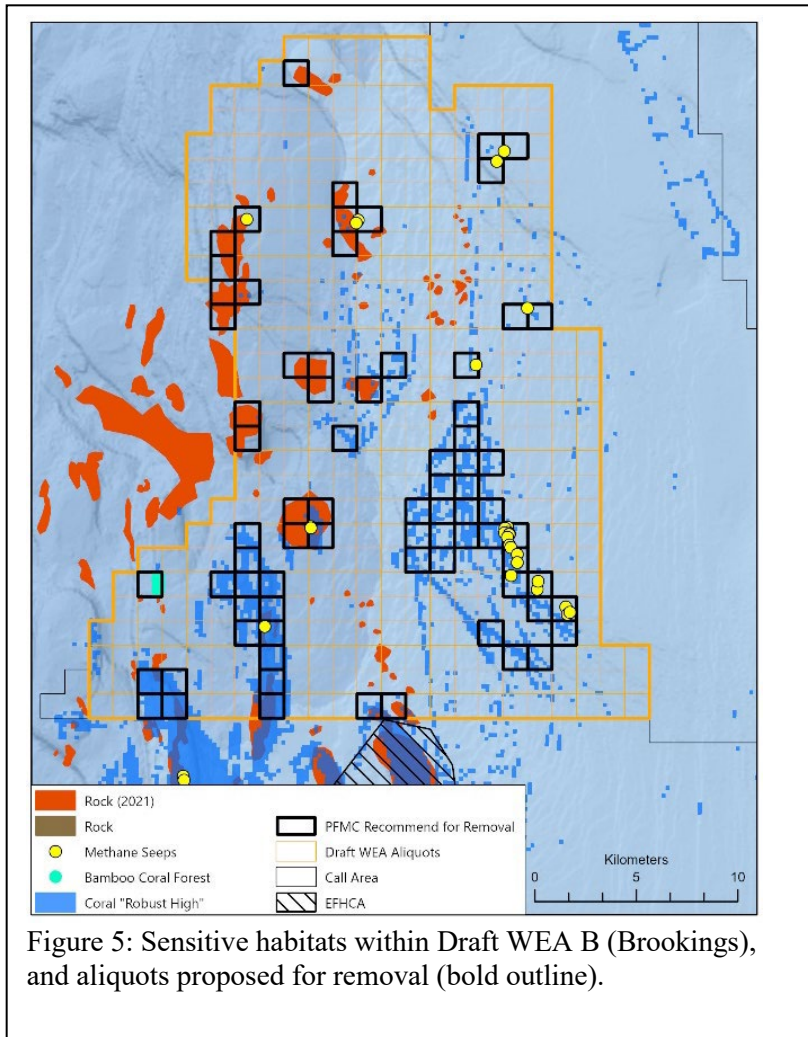 Rock (2021)
Rock
Methane Seeps
Bamboo Coral Forest
Coral "Robust High"
PFMC Recommend for Removal
Draft WEA Aliquots
Call Area
EFHCA
Kilometers
0 5 10
Figure 5: Sensitive habitats within Draft WEA B (Brookings),
and aliquots proposed for removal (bold outline).